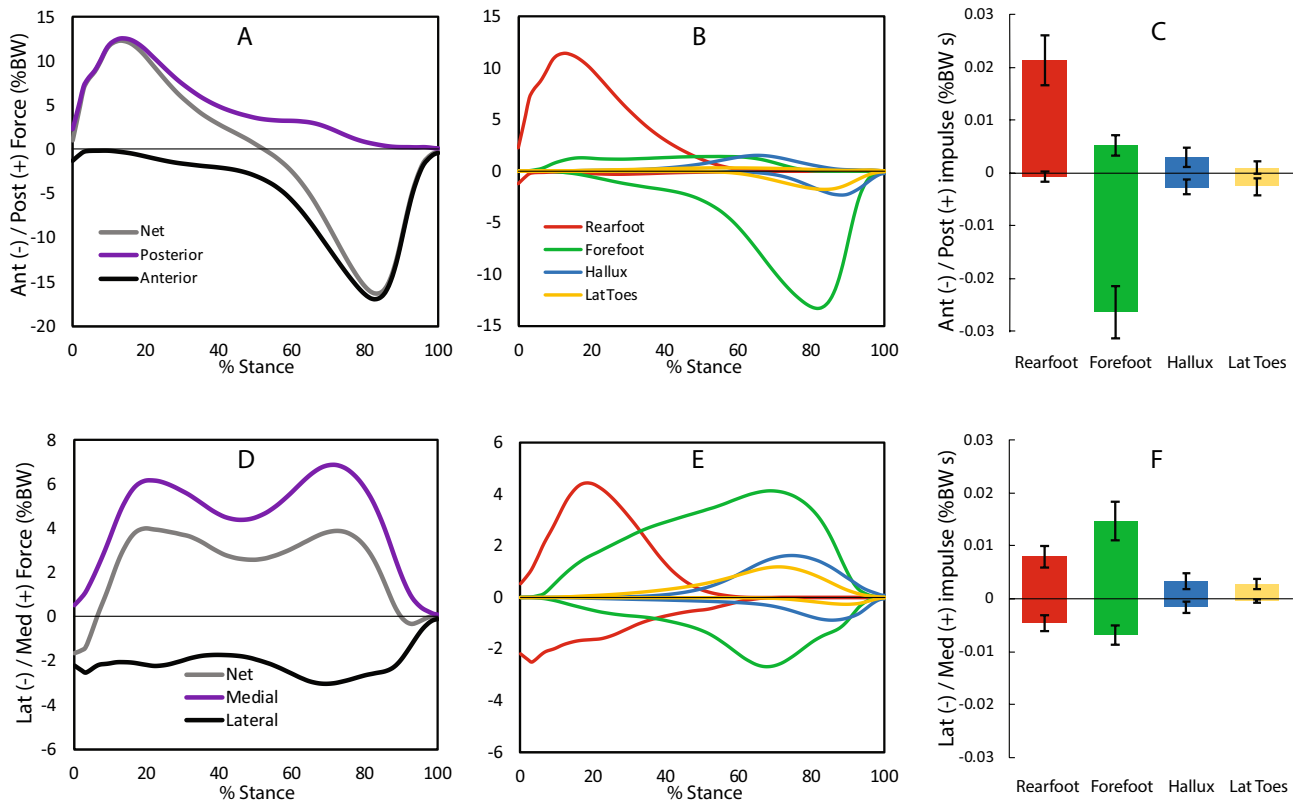 A
Ant (-) / Post (+) Force (%BW)
15
10
5
0
-5
-10
-15
-20
Net
Posterior
Anterior
0 20 40 60 80 100
% Stance
B
15
10
5
0
-5
-10
-15
Rearfoot
Forefoot
Hallux
LatToes
0 20 40 60 80 100
% Stance
C
Ant (-) / Post (+) impulse (%BW s)
0.03
0.02
0.01
0
-0.01
-0.02
-0.03
Rearfoot Forefoot Hallux Lat Toes
D
Lat (-) / Med (+) Force (%BW)
8
6
4
2
0
-2
-4
-6
Net
Medial
Lateral
0 20 40 60 80 100
% Stance
E
6
4
2
0
-2
-4
-6
0 20 40 60 80 100
% Stance
F
Lat (-) / Med (+) impulse (%BW s)
0.03
0.02
0.01
0
-0.01
-0.02
-0.03
Rearfoot Forefoot Hallux Lat Toes